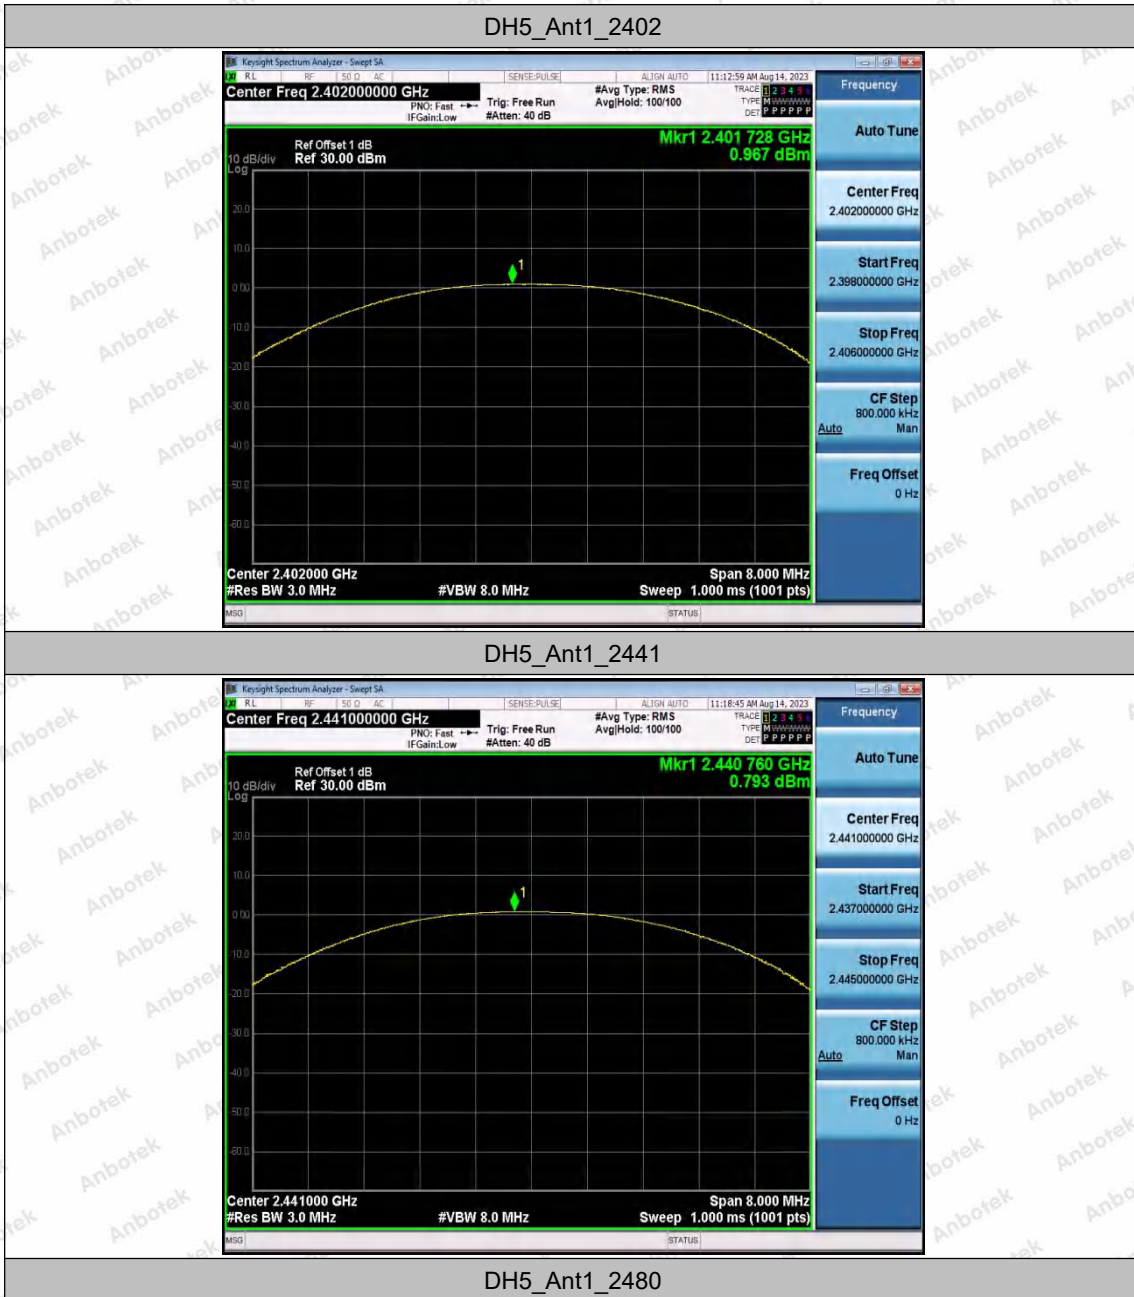 DH5_Ant1_2402
Keysight Spectrum Analyzer - Swept SA
RL RF 50 Ω AC SENSE:PULSE ALIGN AUTO 11:12:59 AM Aug 14, 2023
Center Freq 2.402000000 GHz #Avg Type: RMS TRACE 1 2 3 4 5 6
PNO: Fast Trig: Free Run Avg|Hold: 100/100 TYPE M
IFGain:Low #Atten: 40 dB DET P P P P P P
Frequency
Auto Tune
Mkr1 2.401 728 GHz
0.967 dBm
Ref Offset 1 dB
10 dB/div Ref 30.00 dBm
Log
20.0
10.0
0.00
-10.0
-20.0
-30.0
-40.0
-50.0
-60.0
1
Center Freq
2.402000000 GHz
Start Freq
2.398000000 GHz
Stop Freq
2.406000000 GHz
CF Step
800.000 kHz
Auto Man
Freq Offset
0 Hz
Center 2.402000 GHz Span 8.000 MHz
#Res BW 3.0 MHz #VBW 8.0 MHz Sweep 1.000 ms (1001 pts)
MSG STATUS
DH5_Ant1_2441
Keysight Spectrum Analyzer - Swept SA
RL RF 50 Ω AC SENSE:PULSE ALIGN AUTO 11:18:45 AM Aug 14, 2023
Center Freq 2.441000000 GHz #Avg Type: RMS TRACE 1 2 3 4 5 6
PNO: Fast Trig: Free Run Avg|Hold: 100/100 TYPE M
IFGain:Low #Atten: 40 dB DET P P P P P P
Frequency
Auto Tune
Mkr1 2.440 760 GHz
0.793 dBm
Ref Offset 1 dB
10 dB/div Ref 30.00 dBm
Log
20.0
10.0
0.00
-10.0
-20.0
-30.0
-40.0
-50.0
-60.0
1
Center Freq
2.441000000 GHz
Start Freq
2.437000000 GHz
Stop Freq
2.445000000 GHz
CF Step
800.000 kHz
Auto Man
Freq Offset
0 Hz
Center 2.441000 GHz Span 8.000 MHz
#Res BW 3.0 MHz #VBW 8.0 MHz Sweep 1.000 ms (1001 pts)
MSG STATUS
DH5_Ant1_2480